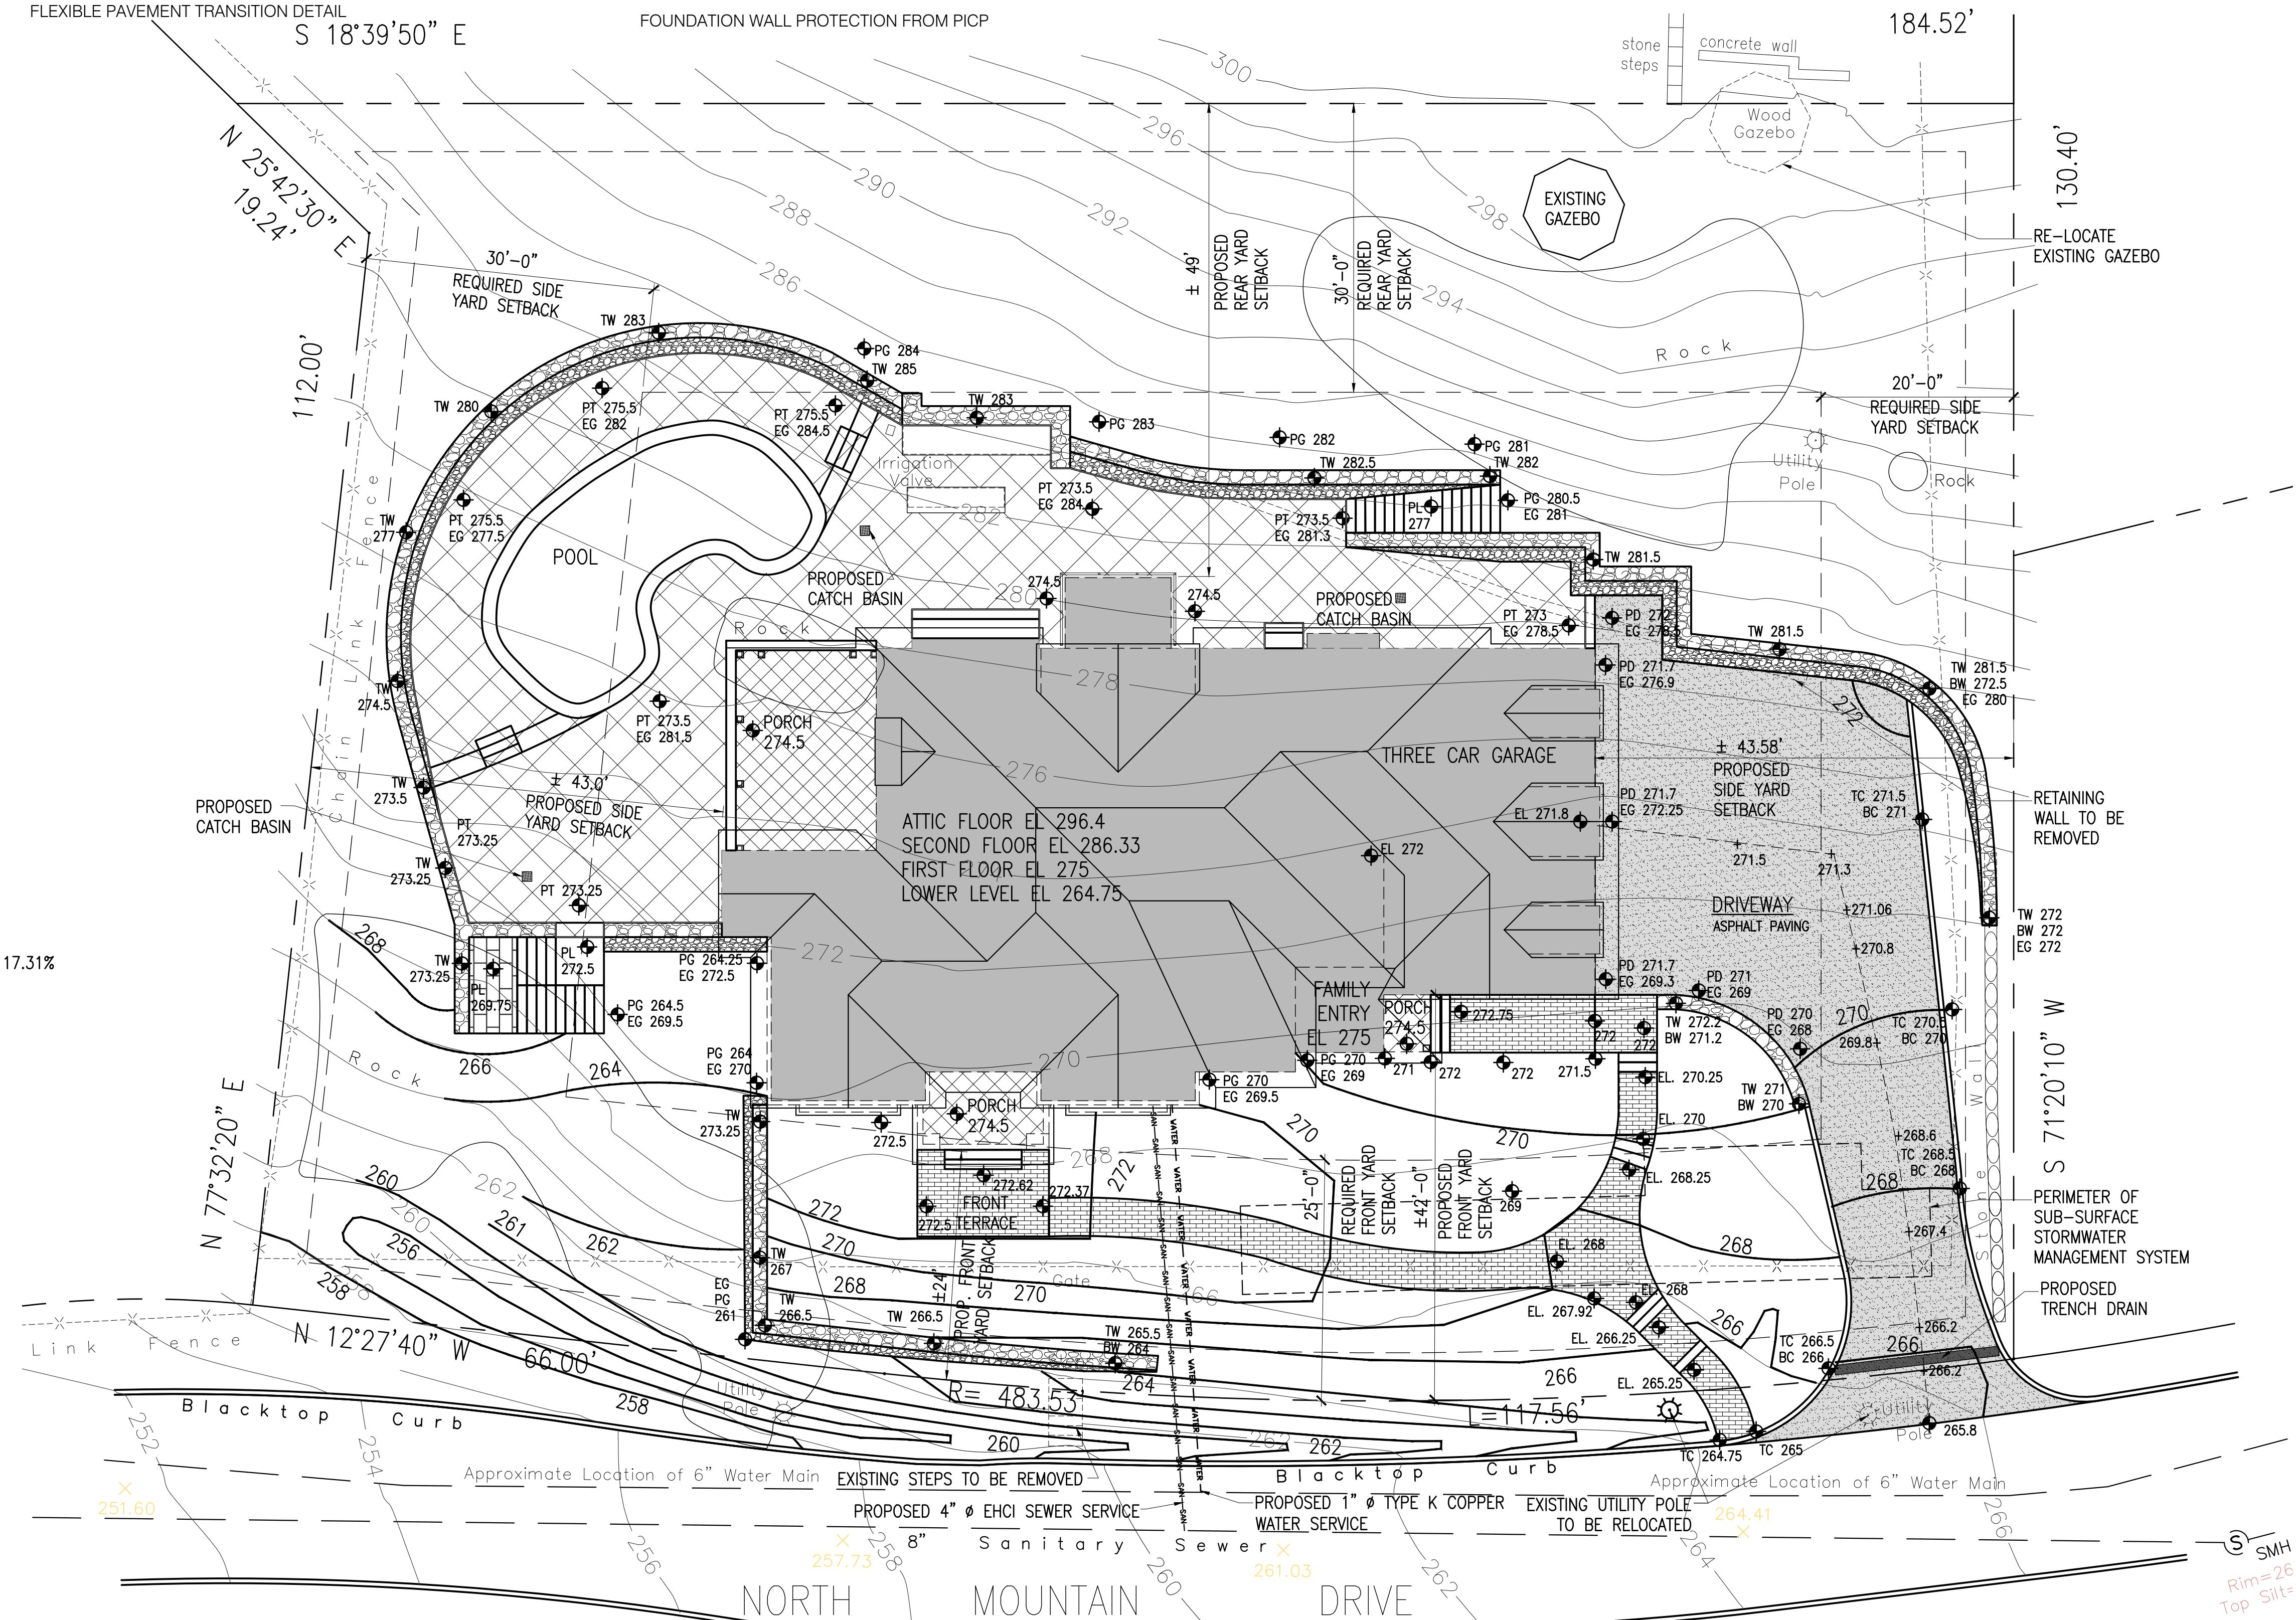 FLEXIBLE PAVEMENT TRANSITION DETAIL
FOUNDATION WALL PROTECTION FROM PICP
S 18°39'50" E
184.52'
stone
steps
concrete wall
Wood
Gazebo
300
296
298
294
292
290
288
286
N 25°42'30" E
19.24'
130.40'
EXISTING
GAZEBO
RE-LOCATE
EXISTING GAZEBO
30'-0"
REQUIRED SIDE
YARD SETBACK
± 49'
PROPOSED
REAR YARD
SETBACK
30'-0"
REQUIRED
REAR YARD
SETBACK
Rock
20'-0"
REQUIRED SIDE
YARD SETBACK
Utility
Pole
Rock
112.00'
Chain Link Fence
TW 283
PG 284
TW 285
TW 280
PT 275.5
EG 282
PT 275.5
EG 284.5
TW 283
PG 283
PG 282
PG 281
TW 282.5
TW 282
Irrigation
Valve
282
PT 273.5
EG 284
PT 273.5
EG 281.3
PL
277
PG 280.5
EG 281
TW
277
PT 275.5
EG 277.5
POOL
PROPOSED
CATCH BASIN
274.5
280
274.5
PROPOSED
CATCH BASIN
TW 281.5
PT 273
EG 278.5
PD 272
EG 278.5
TW 281.5
PD 271.7
EG 276.9
TW 281.5
BW 272.5
EG 280
272
Rock
TW
274.5
PT 273.5
EG 281.5
PORCH
274.5
278
276
THREE CAR GARAGE
± 43.58'
PROPOSED
SIDE YARD
SETBACK
TW
273.5
± 43.0'
PROPOSED SIDE
YARD SETBACK
PROPOSED
CATCH BASIN
PT
273.25
TW
273.25
PT 273.25
ATTIC FLOOR EL 296.4
SECOND FLOOR EL 286.33
FIRST FLOOR EL 275
LOWER LEVEL EL 264.75
EL 272
EL 271.8
PD 271.7
EG 272.25
TC 271.5
BC 271
271.5
271.3
RETAINING
WALL TO BE
REMOVED
DRIVEWAY
ASPHALT PAVING
+271.06
+270.8
TW 272
BW 272
EG 272
17.31%
268
TW
273.25
PL
272.5
PL
269.75
PG 264.25
EG 272.5
272
PG 264.5
EG 269.5
FAMILY
ENTRY
EL 275
PORCH
274.5
272.75
PD 271.7
EG 269.3
PD 271
EG 269
272
272
TW 272.2
BW 271.2
PD 270
EG 268
270
269.8+
TC 270.5
BC 270
Rock
266
264
PG 264
EG 270
270
PG 270
EG 269
271
272
272
271.5
PG 270
EG 269.5
EL. 270.25
TW 271
BW 270
N 77°32'20" E
S 71°20'10" W
Stone Wall
TW
273.25
272.5
PORCH
274.5
268
272
270
270
EL. 270
EL. 268.25
+268.6
TC 268.5
BC 268
268
PERIMETER OF
SUB-SURFACE
STORMWATER
MANAGEMENT SYSTEM
260
262
260
261
256
262
258
272.62
FRONT
TERRACE
272.5
272.37
272
25'-0"
REQUIRED
FRONT YARD
SETBACK
±42'-0"
PROPOSED
FRONT YARD
SETBACK
269
+267.4
TW
267
270
268
270
266
Gate
EL. 268
268
EL. 268
EL. 267.92
EL. 266.25
266
TC 266.5
BC 266
+266.2
266
+266.2
PROPOSED
TRENCH DRAIN
EG
PG
261
TW
266.5
TW 266.5
±24'
PROP. FRONT
YARD SETBACK
TW 265.5
BW 264
264
266
EL. 265.25
Link Fence
N 12°27'40" W
66.00'
R= 483.53'
L=117.56'
Utility
Pole
Utility
Pole
265.8
TC 264.75
TC 265
Blacktop Curb
258
260
262
262
Blacktop Curb
SAN
WATER
252
254
Approximate Location of 6" Water Main
EXISTING STEPS TO BE REMOVED
Approximate Location of 6" Water Main
PROPOSED 4" ø EHCI SEWER SERVICE
PROPOSED 1" ø TYPE K COPPER
WATER SERVICE
EXISTING UTILITY POLE
TO BE RELOCATED
251.60
257.73
261.03
264.41
8" Sanitary Sewer
256
258
260
262
264
266
S
SMH
Rim=26
Top Silt=
NORTH MOUNTAIN DRIVE